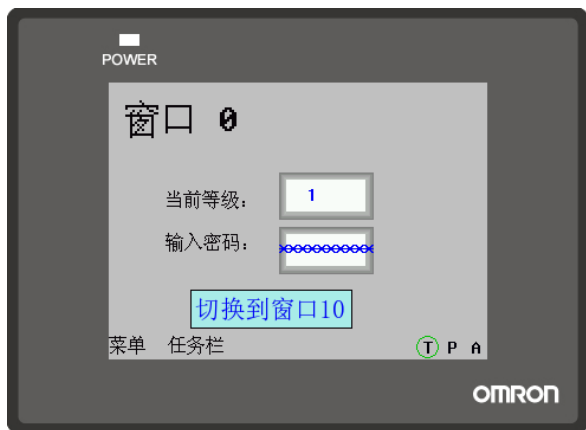 POWER
窗口 0
当前等级: 1
输入密码: xxxxxxxxxx
切换到窗口10
菜单 任务栏 T P A
OMRON